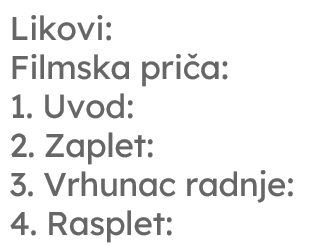 Likovi:
Filmska priča:
1. Uvod:
2. Zaplet:
3. Vrhunac radnje:
4. Rasplet: